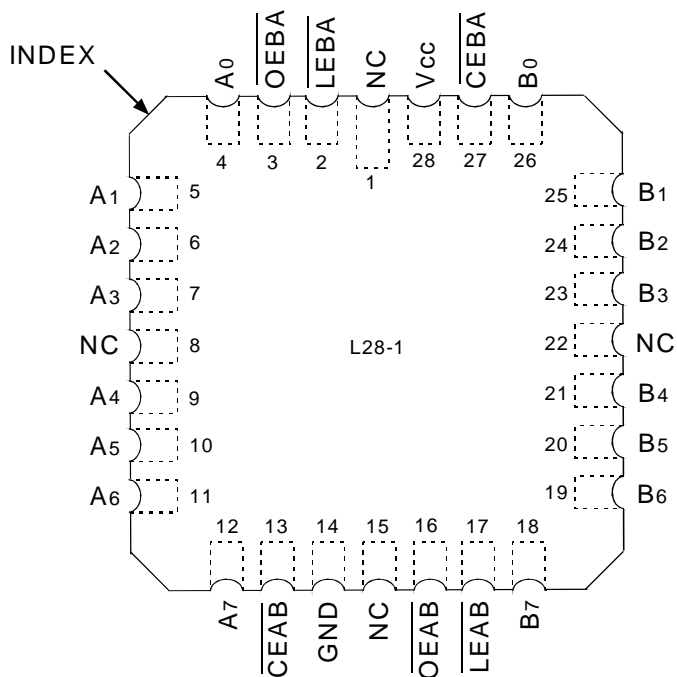 INDEX
A0 OEBA LEBA NC Vcc CEBA B0
4 3 2 1 28 27 26
A1 5 25 B1
A2 6 24 B2
A3 7 23 B3
NC 8 L28-1 22 NC
A4 9 21 B4
A5 10 20 B5
A6 11 19 B6
12 13 14 15 16 17 18
A7 CEAB GND NC OEAB LEAB B7